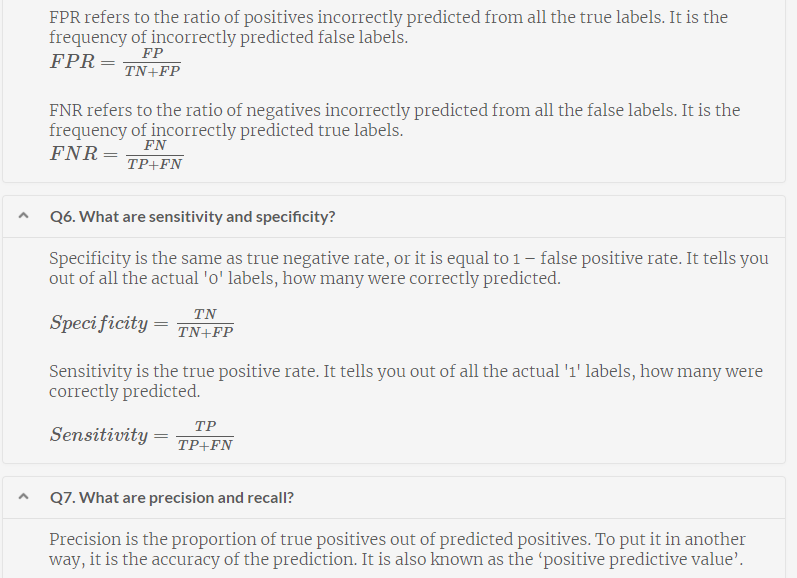 FPR refers to the ratio of positives incorrectly predicted from all the true labels. It is the
frequency of incorrectly predicted false labels.
FPR = FP / TN+FP
FNR refers to the ratio of negatives incorrectly predicted from all the false labels. It is the
frequency of incorrectly predicted true labels.
FNR = FN / TP+FN
Q6. What are sensitivity and specificity?
Specificity is the same as true negative rate, or it is equal to 1 – false positive rate. It tells you
out of all the actual '0' labels, how many were correctly predicted.
Specificity = TN / TN+FP
Sensitivity is the true positive rate. It tells you out of all the actual '1' labels, how many were
correctly predicted.
Sensitivity = TP / TP+FN
Q7. What are precision and recall?
Precision is the proportion of true positives out of predicted positives. To put it in another
way, it is the accuracy of the prediction. It is also known as the ‘positive predictive value’.